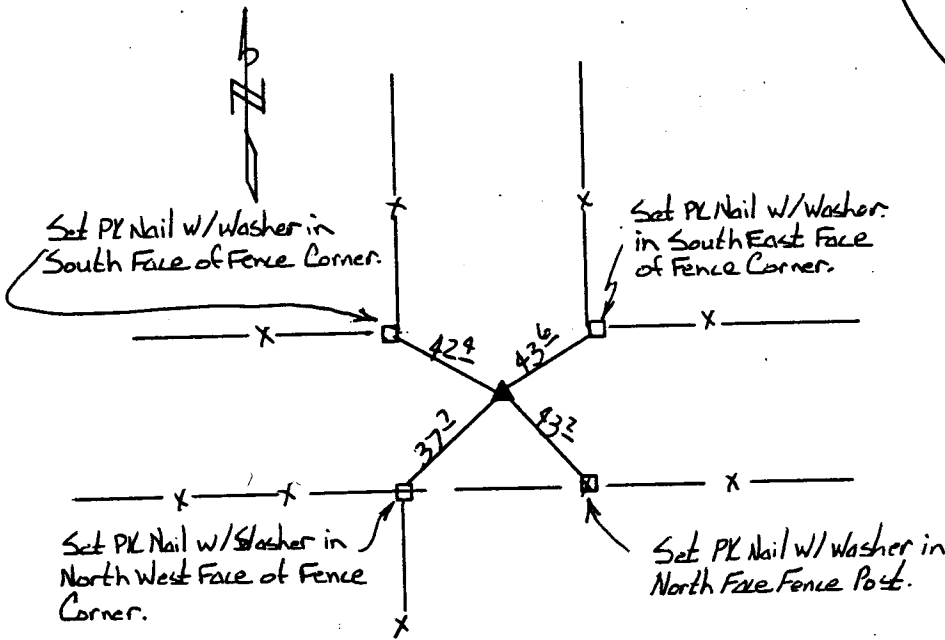 N
Set PK Nail w/Washer in
South Face of Fence Corner.
Set PK Nail w/Washer
in South East Face
of Fence Corner.
42.4
43.6
37.7
43.2
Set PK Nail w/Washer in
North West Face of Fence
Corner.
Set PK Nail w/Washer in
North Face Fence Post.